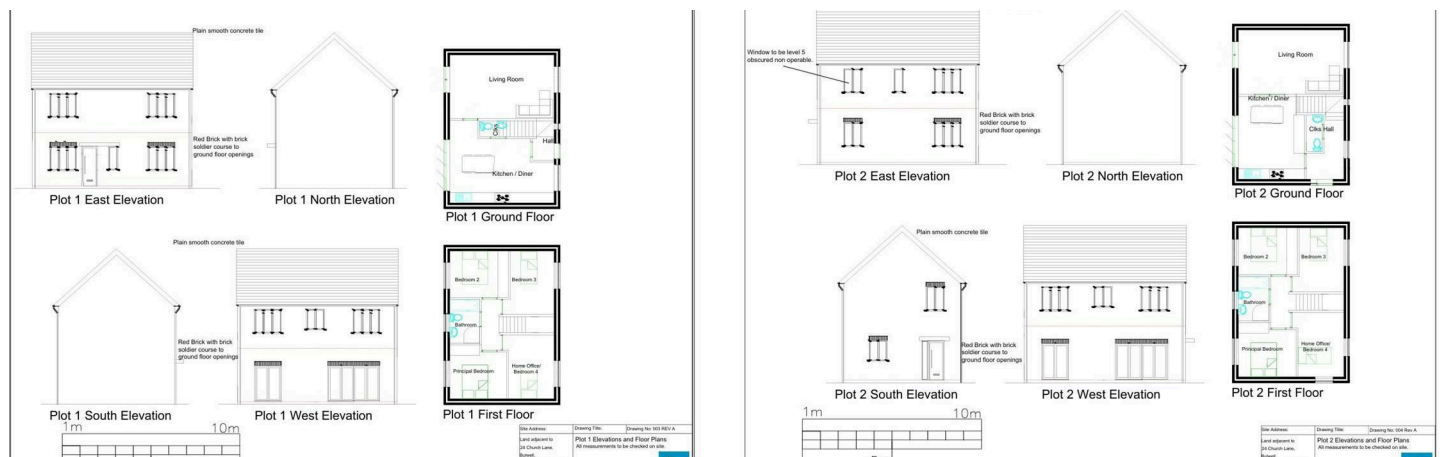 Plain smooth concrete tile
Red Brick with brick
soldier course to
ground floor openings
Plot 1 East Elevation
Plot 1 North Elevation
Living Room
Hall
Kitchen / Diner
Plot 1 Ground Floor
Plain smooth concrete tile
Red Brick with brick
soldier course to
ground floor openings
Plot 1 South Elevation
Plot 1 West Elevation
Bedroom 2
Bedroom 3
Bathroom
Principal Bedroom
Home Office/
Bedroom 4
Plot 1 First Floor
1m
10m
Site Address:
Drawing Title:
Drawing No: 003 REV A
Land adjacent to
24 Church Lane,
Bulwell,
Plot 1 Elevations and Floor Plans
All measurements to be checked on site.
Window to be level 5
obscured non operable.
Red Brick with brick
soldier course to
ground floor openings
Plot 2 East Elevation
Plot 2 North Elevation
Living Room
Kitchen / Diner
Clks Hall
Plot 2 Ground Floor
Plain smooth concrete tile
Red Brick with brick
soldier course to
ground floor openings
Plot 2 South Elevation
Plot 2 West Elevation
Bedroom 2
Bedroom 3
Bathroom
Principal Bedroom
Home Office/
Bedroom 4
Plot 2 First Floor
1m
10m
Site Address:
Drawing Title:
Drawing No: 004 Rev A
Land adjacent to
24 Church Lane,
Bulwell,
Plot 2 Elevations and Floor Plans
All measurements to be checked on site.